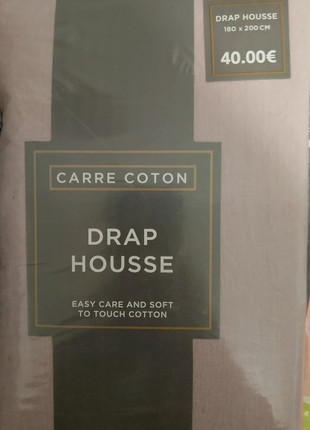 DRAP HOUSSE
180 x 200 CM
40.00€
CARRE COTON
DRAP
HOUSSE
EASY CARE AND SOFT
TO TOUCH COTTON